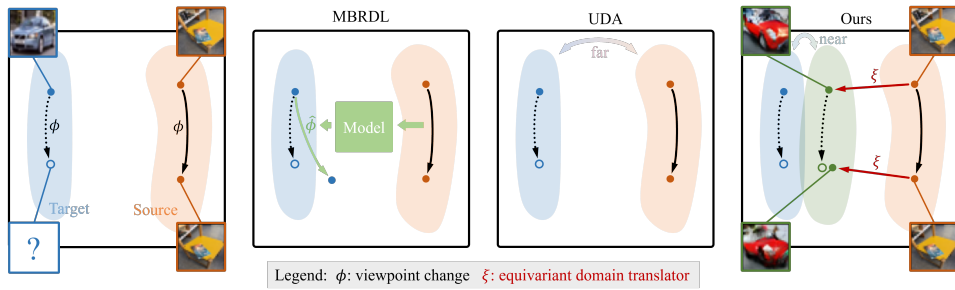 MBRDL
UDA
Ours
far
near
ϕ
ϕ
ϕ̂
Model
ξ
ξ
Target
Source
?
Legend: ϕ: viewpoint change ξ: equivariant domain translator